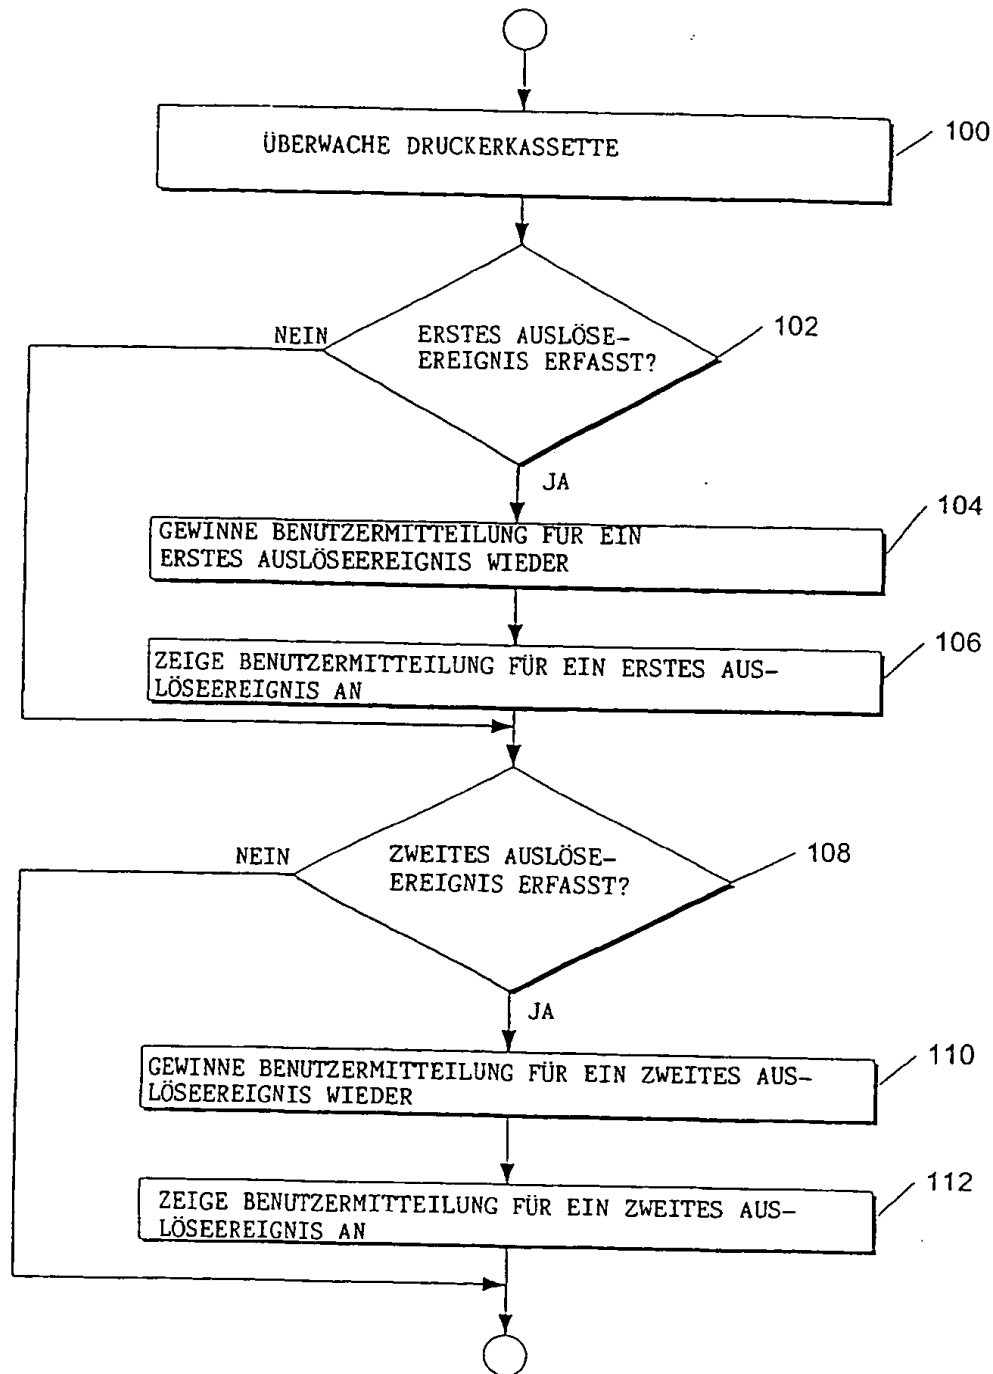 ÜBERWACHE DRUCKERKASSETTE
100
NEIN
ERSTES AUSLÖSE-
EREIGNIS ERFASST?
102
JA
GEWINNE BENUTZERMITTEILUNG FÜR EIN
ERSTES AUSLÖSEEREIGNIS WIEDER
104
ZEIGE BENUTZERMITTEILUNG FÜR EIN ERSTES AUS-
LÖSEEREIGNIS AN
106
NEIN
ZWEITES AUSLÖSE-
EREIGNIS ERFASST?
108
JA
GEWINNE BENUTZERMITTEILUNG FÜR EIN ZWEITES AUS-
LÖSEEREIGNIS WIEDER
110
ZEIGE BENUTZERMITTEILUNG FÜR EIN ZWEITES AUS-
LÖSEEREIGNIS AN
112